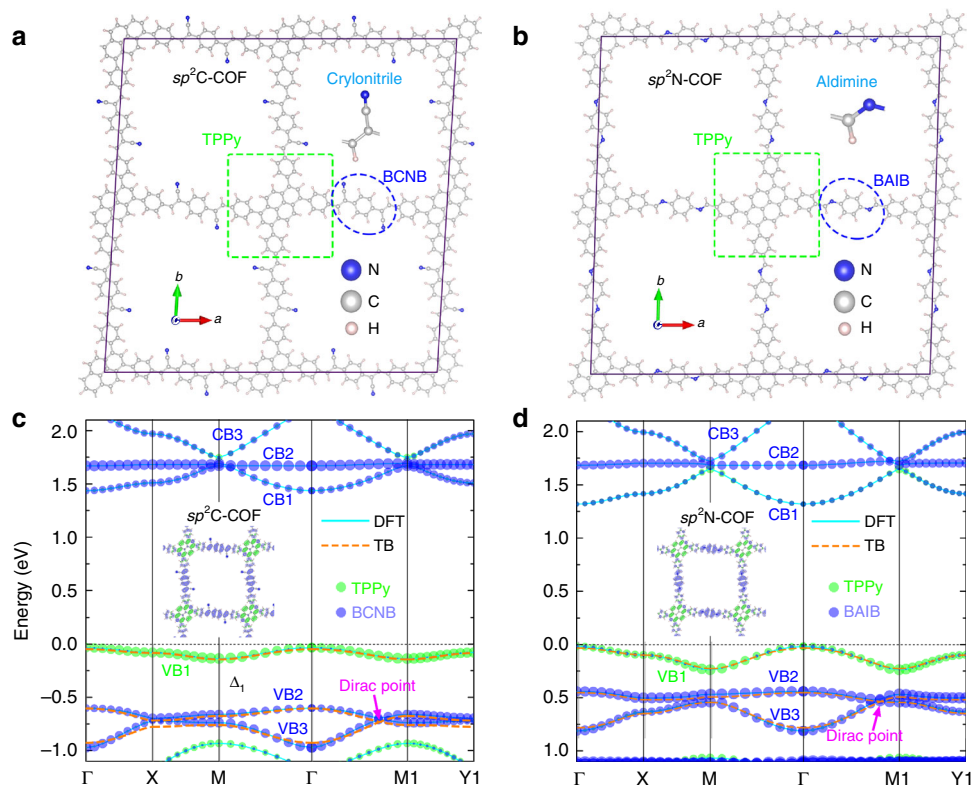 a
sp²C-COF
Crylonitrile
TPPy
BCNB
b
a
N
C
H
b
sp²N-COF
Aldimine
TPPy
BAIB
b
a
N
C
H
c
Energy (eV)
2.0
1.5
1.0
0.5
0.0
−0.5
−1.0
CB3
CB2
CB1
sp²C-COF
DFT
TB
TPPy
BCNB
VB1
Δ₁
VB2
Dirac point
VB3
Γ X M Γ M1 Y1
d
2.0
1.5
1.0
0.5
0.0
0.5
1.0
CB3
CB2
CB1
sp²N-COF
DFT
TB
TPPy
BAIB
VB1
VB2
VB3
Dirac point
Γ X M Γ M1 Y1